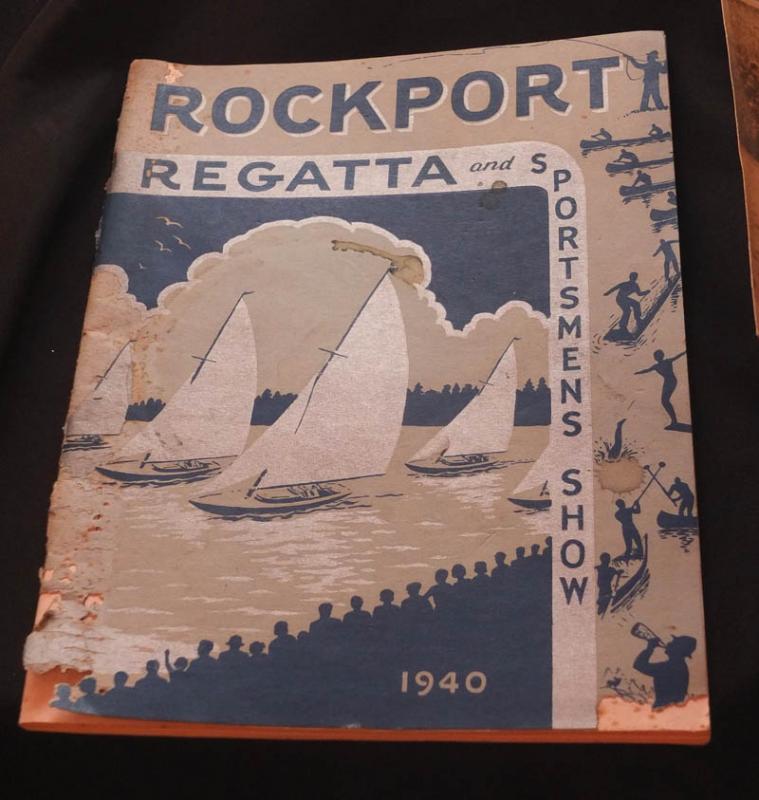 ROCKPORT
REGATTA and SPORTSMENS SHOW
1940